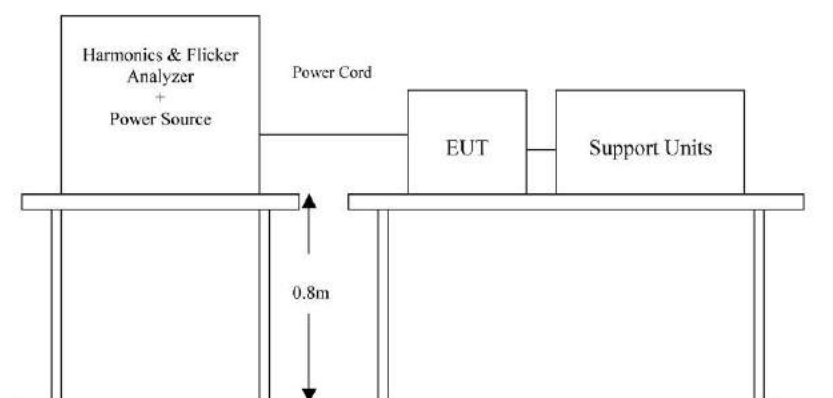 Harmonics & Flicker
Analyzer
+
Power Source
Power Cord
EUT
Support Units
0.8m